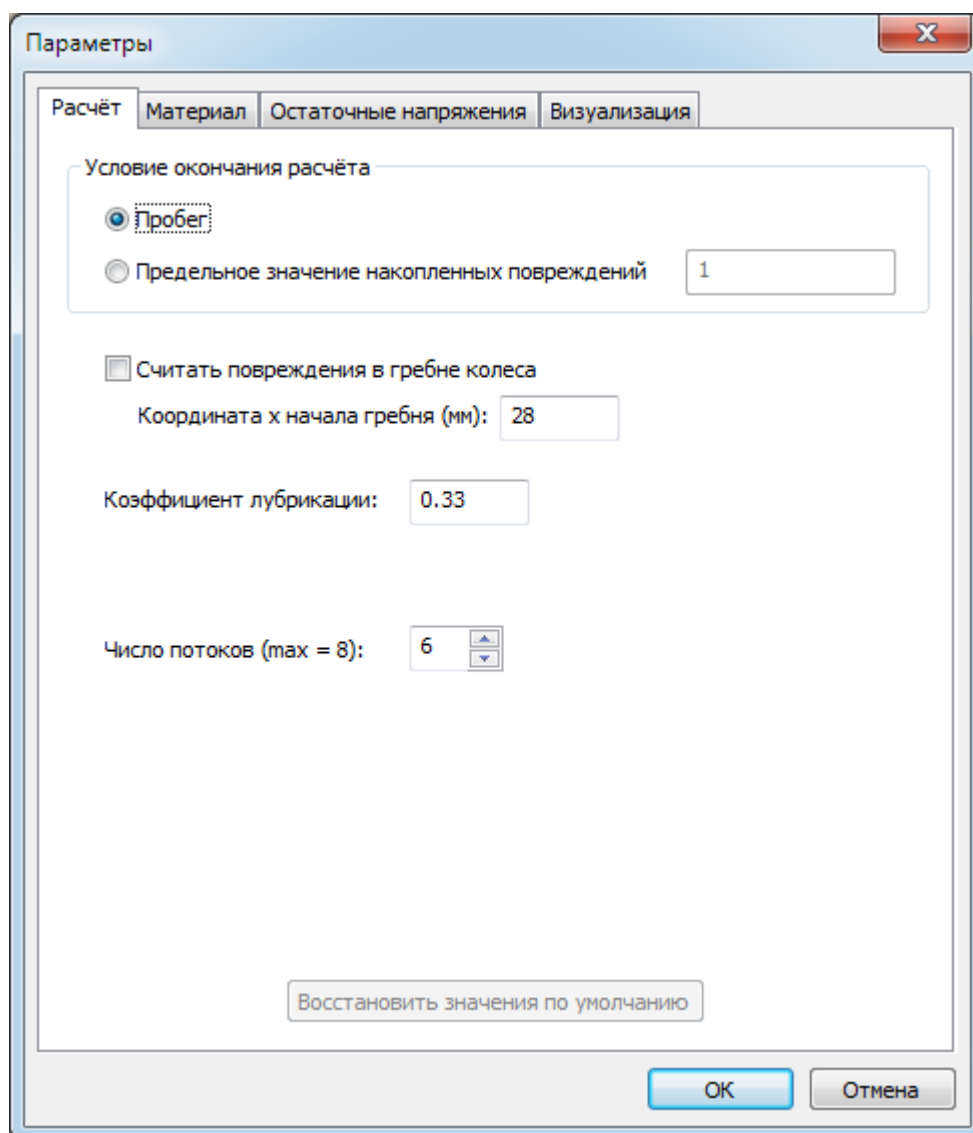 Параметры
Расчёт Материал Остаточные напряжения Визуализация
Условие окончания расчёта
Пробег
Предельное значение накопленных повреждений 1
Считать повреждения в гребне колеса
Координата x начала гребня (мм): 28
Коэффициент лубрикации: 0.33
Число потоков (max = 8): 6
Восстановить значения по умолчанию
OK Отмена